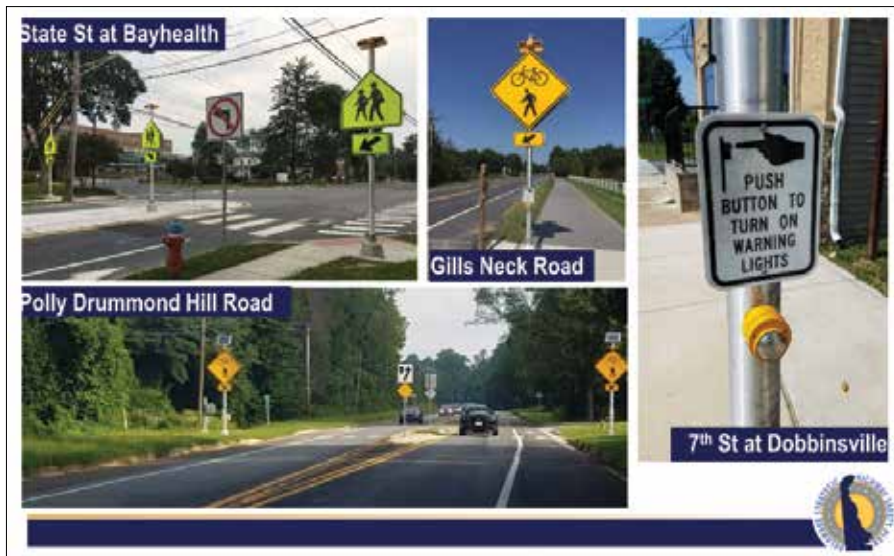 State St at Bayhealth
Gills Neck Road
Polly Drummond Hill Road
PUSH
BUTTON TO
TURN ON
WARNING
LIGHTS
7th St at Dobbinsville